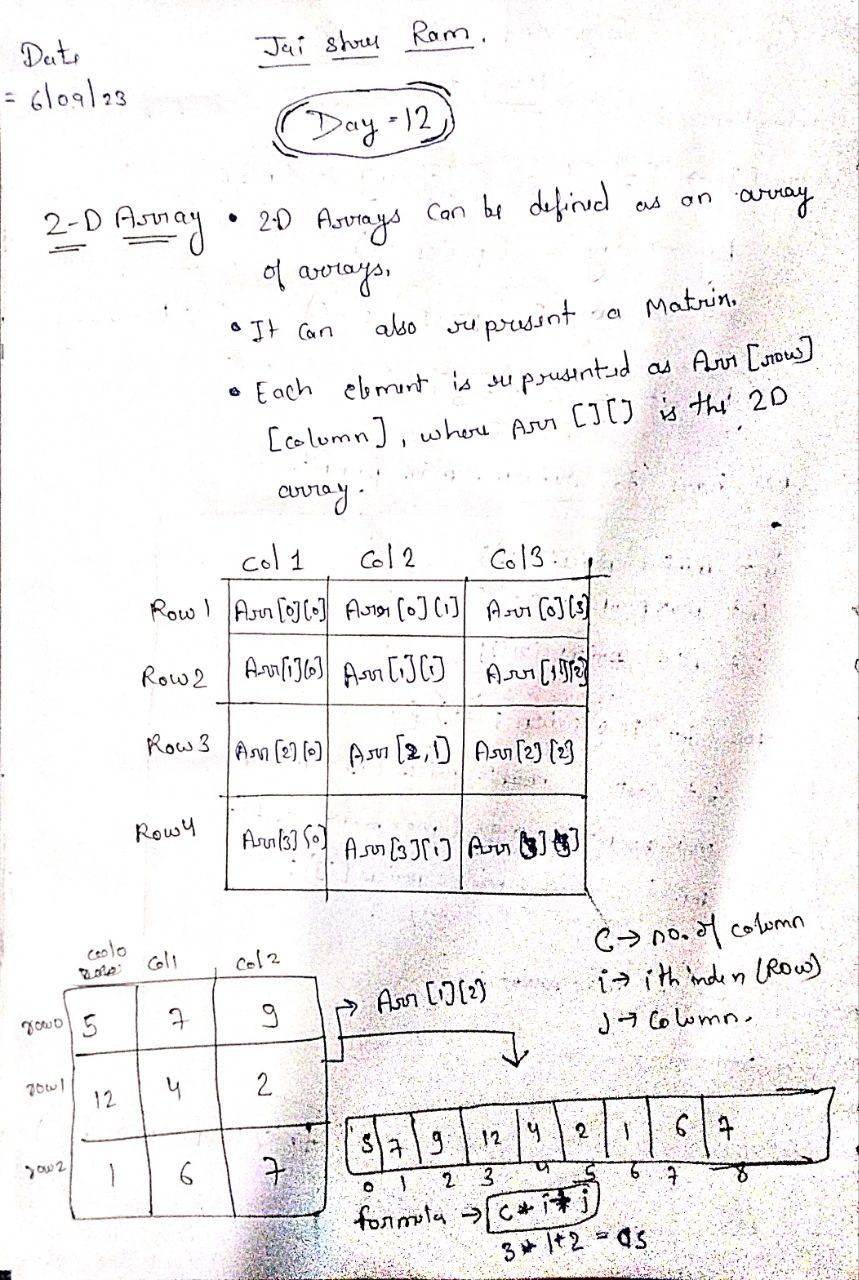 Date
= 6/09/23
Jai shree Ram.
Day - 12
2-D Array • 2-D Arrays can be defined as an array
of arrays,
• It can also represent a Matrix.
• Each element is represented as Arr [row]
[column], where Arr [][] is the 2D
array.
Col 1 Col 2 Col 3
Row 1 Arr[0][0] Arr[0][1] Arr[0][3]
Row 2 Arr[1][0] Arr[1][1] Arr[1][2]
Row 3 Arr[2][0] Arr[2,1] Arr[2][2]
Row 4 Arr[3][0] Arr[3][1] Arr
C → no. of column
i → ith index (Row)
j → column.
col0 col1 col2
row0 5 7 9
row1 12 4 2
row2 1 6 7
→ Arr[1][2]
5 7 9 12 4 2 1 6 7
0 1 2 3 4 5 6 7 8
formula → C * i + j
3 * 1 + 2 = 05